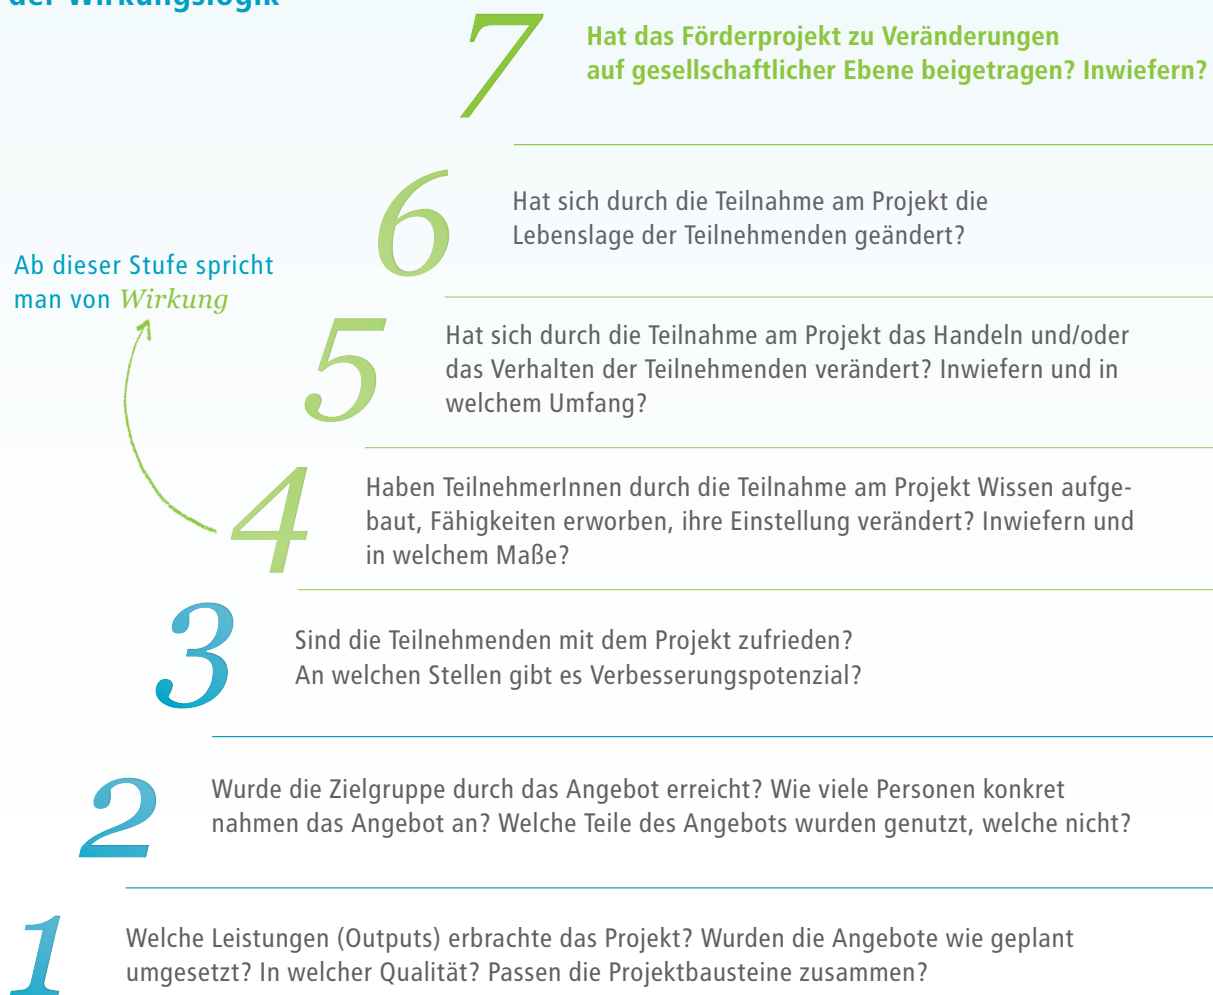 der Wirkungslogik
7
Hat das Förderprojekt zu Veränderungen
auf gesellschaftlicher Ebene beigetragen? Inwiefern?
6
Hat sich durch die Teilnahme am Projekt die
Lebenslage der Teilnehmenden geändert?
Ab dieser Stufe spricht
man von Wirkung
5
Hat sich durch die Teilnahme am Projekt das Handeln und/oder
das Verhalten der Teilnehmenden verändert? Inwiefern und in
welchem Umfang?
4
Haben TeilnehmerInnen durch die Teilnahme am Projekt Wissen aufge-
baut, Fähigkeiten erworben, ihre Einstellung verändert? Inwiefern und
in welchem Maße?
3
Sind die Teilnehmenden mit dem Projekt zufrieden?
An welchen Stellen gibt es Verbesserungspotenzial?
2
Wurde die Zielgruppe durch das Angebot erreicht? Wie viele Personen konkret
nahmen das Angebot an? Welche Teile des Angebots wurden genutzt, welche nicht?
1
Welche Leistungen (Outputs) erbrachte das Projekt? Wurden die Angebote wie geplant
umgesetzt? In welcher Qualität? Passen die Projektbausteine zusammen?